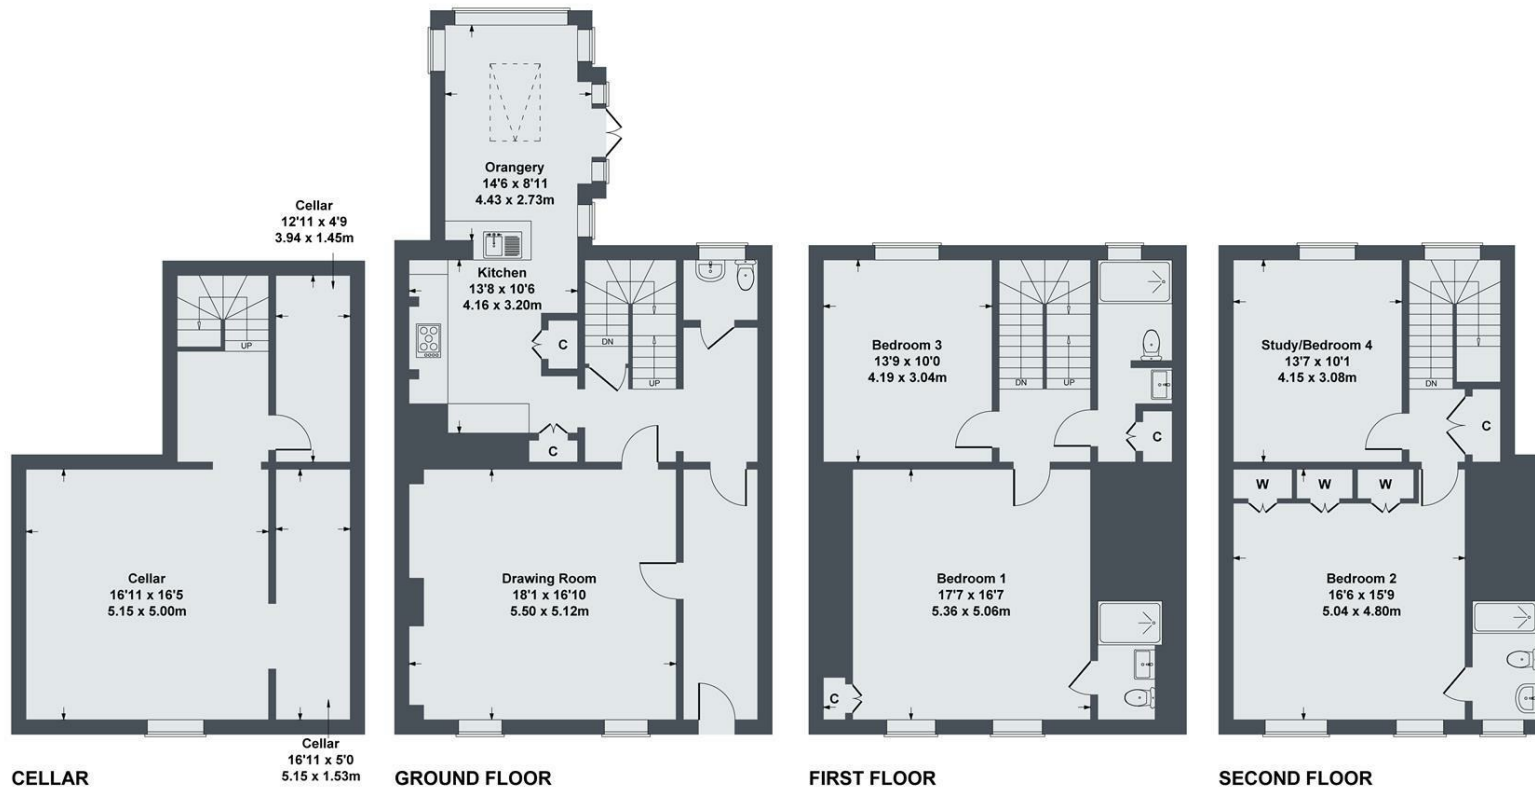 Cellar
12'11 x 4'9
3.94 x 1.45m
UP
Cellar
16'11 x 16'5
5.15 x 5.00m
Cellar
16'11 x 5'0
5.15 x 1.53m
CELLAR
Orangery
14'6 x 8'11
4.43 x 2.73m
Kitchen
13'8 x 10'6
4.16 x 3.20m
C
DN
UP
C
Drawing Room
18'1 x 16'10
5.50 x 5.12m
GROUND FLOOR
Bedroom 3
13'9 x 10'0
4.19 x 3.04m
DN
UP
C
Bedroom 1
17'7 x 16'7
5.36 x 5.06m
C
FIRST FLOOR
Study/Bedroom 4
13'7 x 10'1
4.15 x 3.08m
DN
C
W
W
W
Bedroom 2
16'6 x 15'9
5.04 x 4.80m
SECOND FLOOR